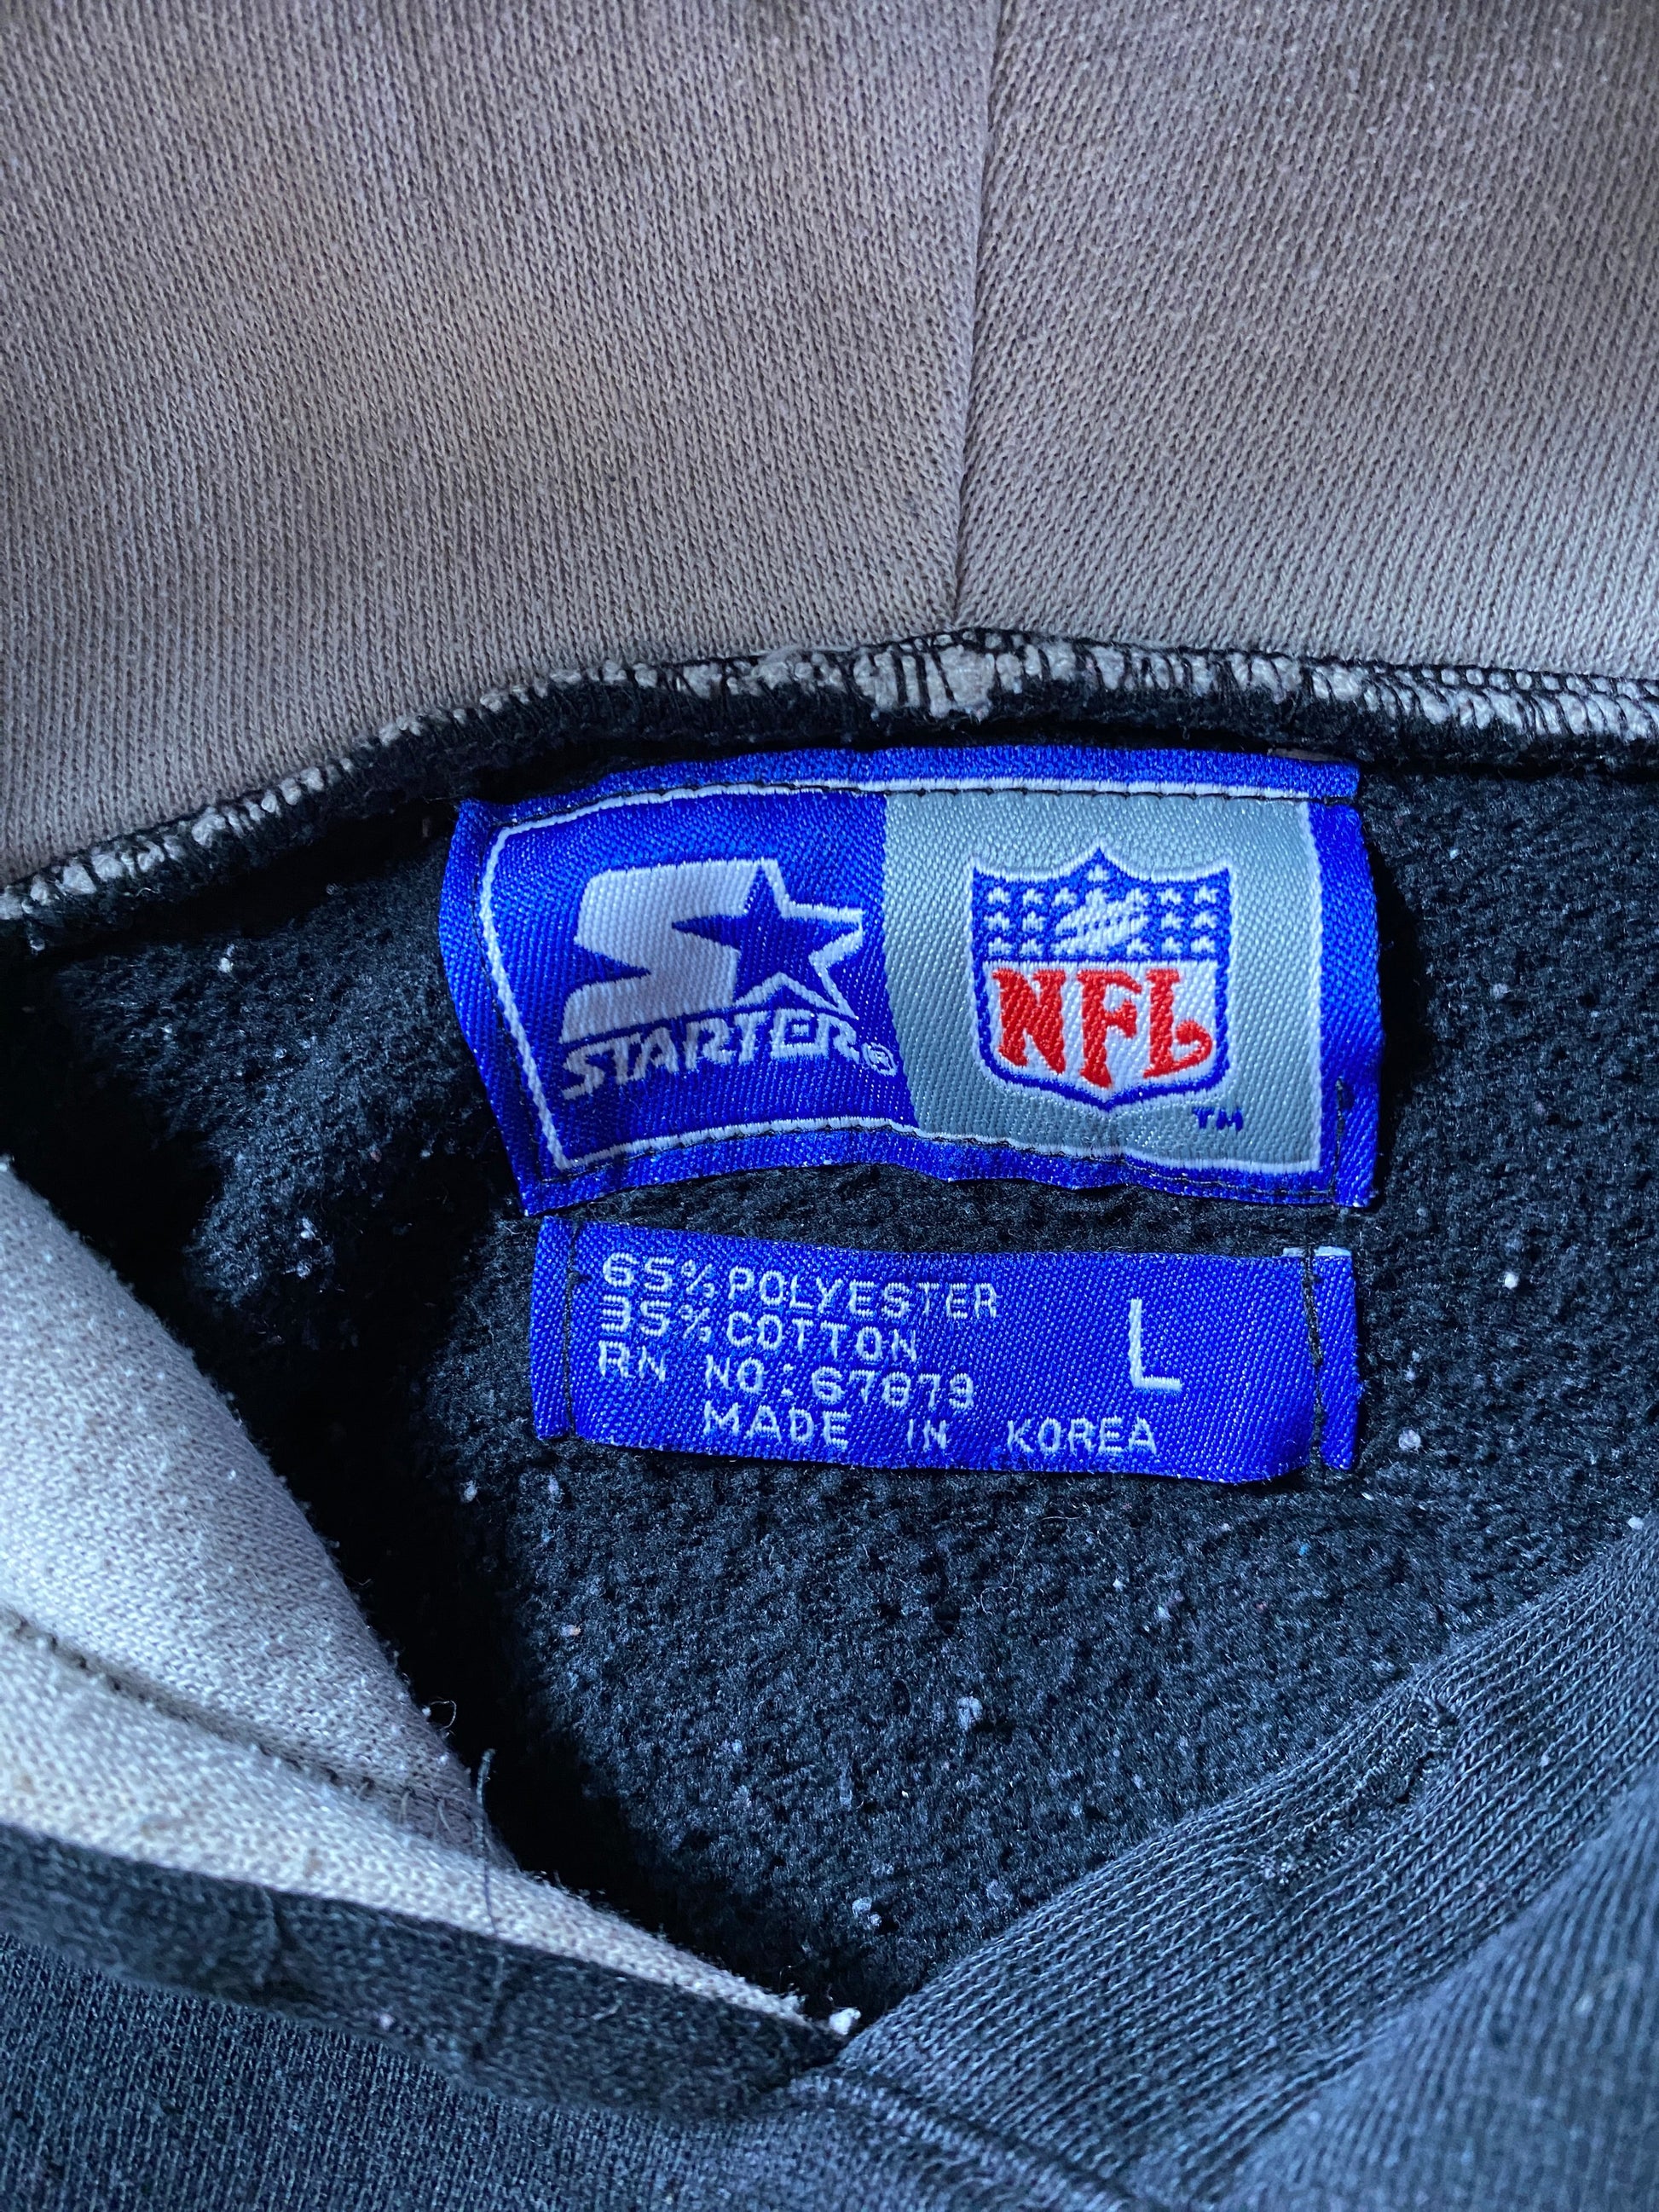 STARTER®
NFL
TM
65% POLYESTER
35% COTTON
RN NO: 67879
MADE IN KOREA
L